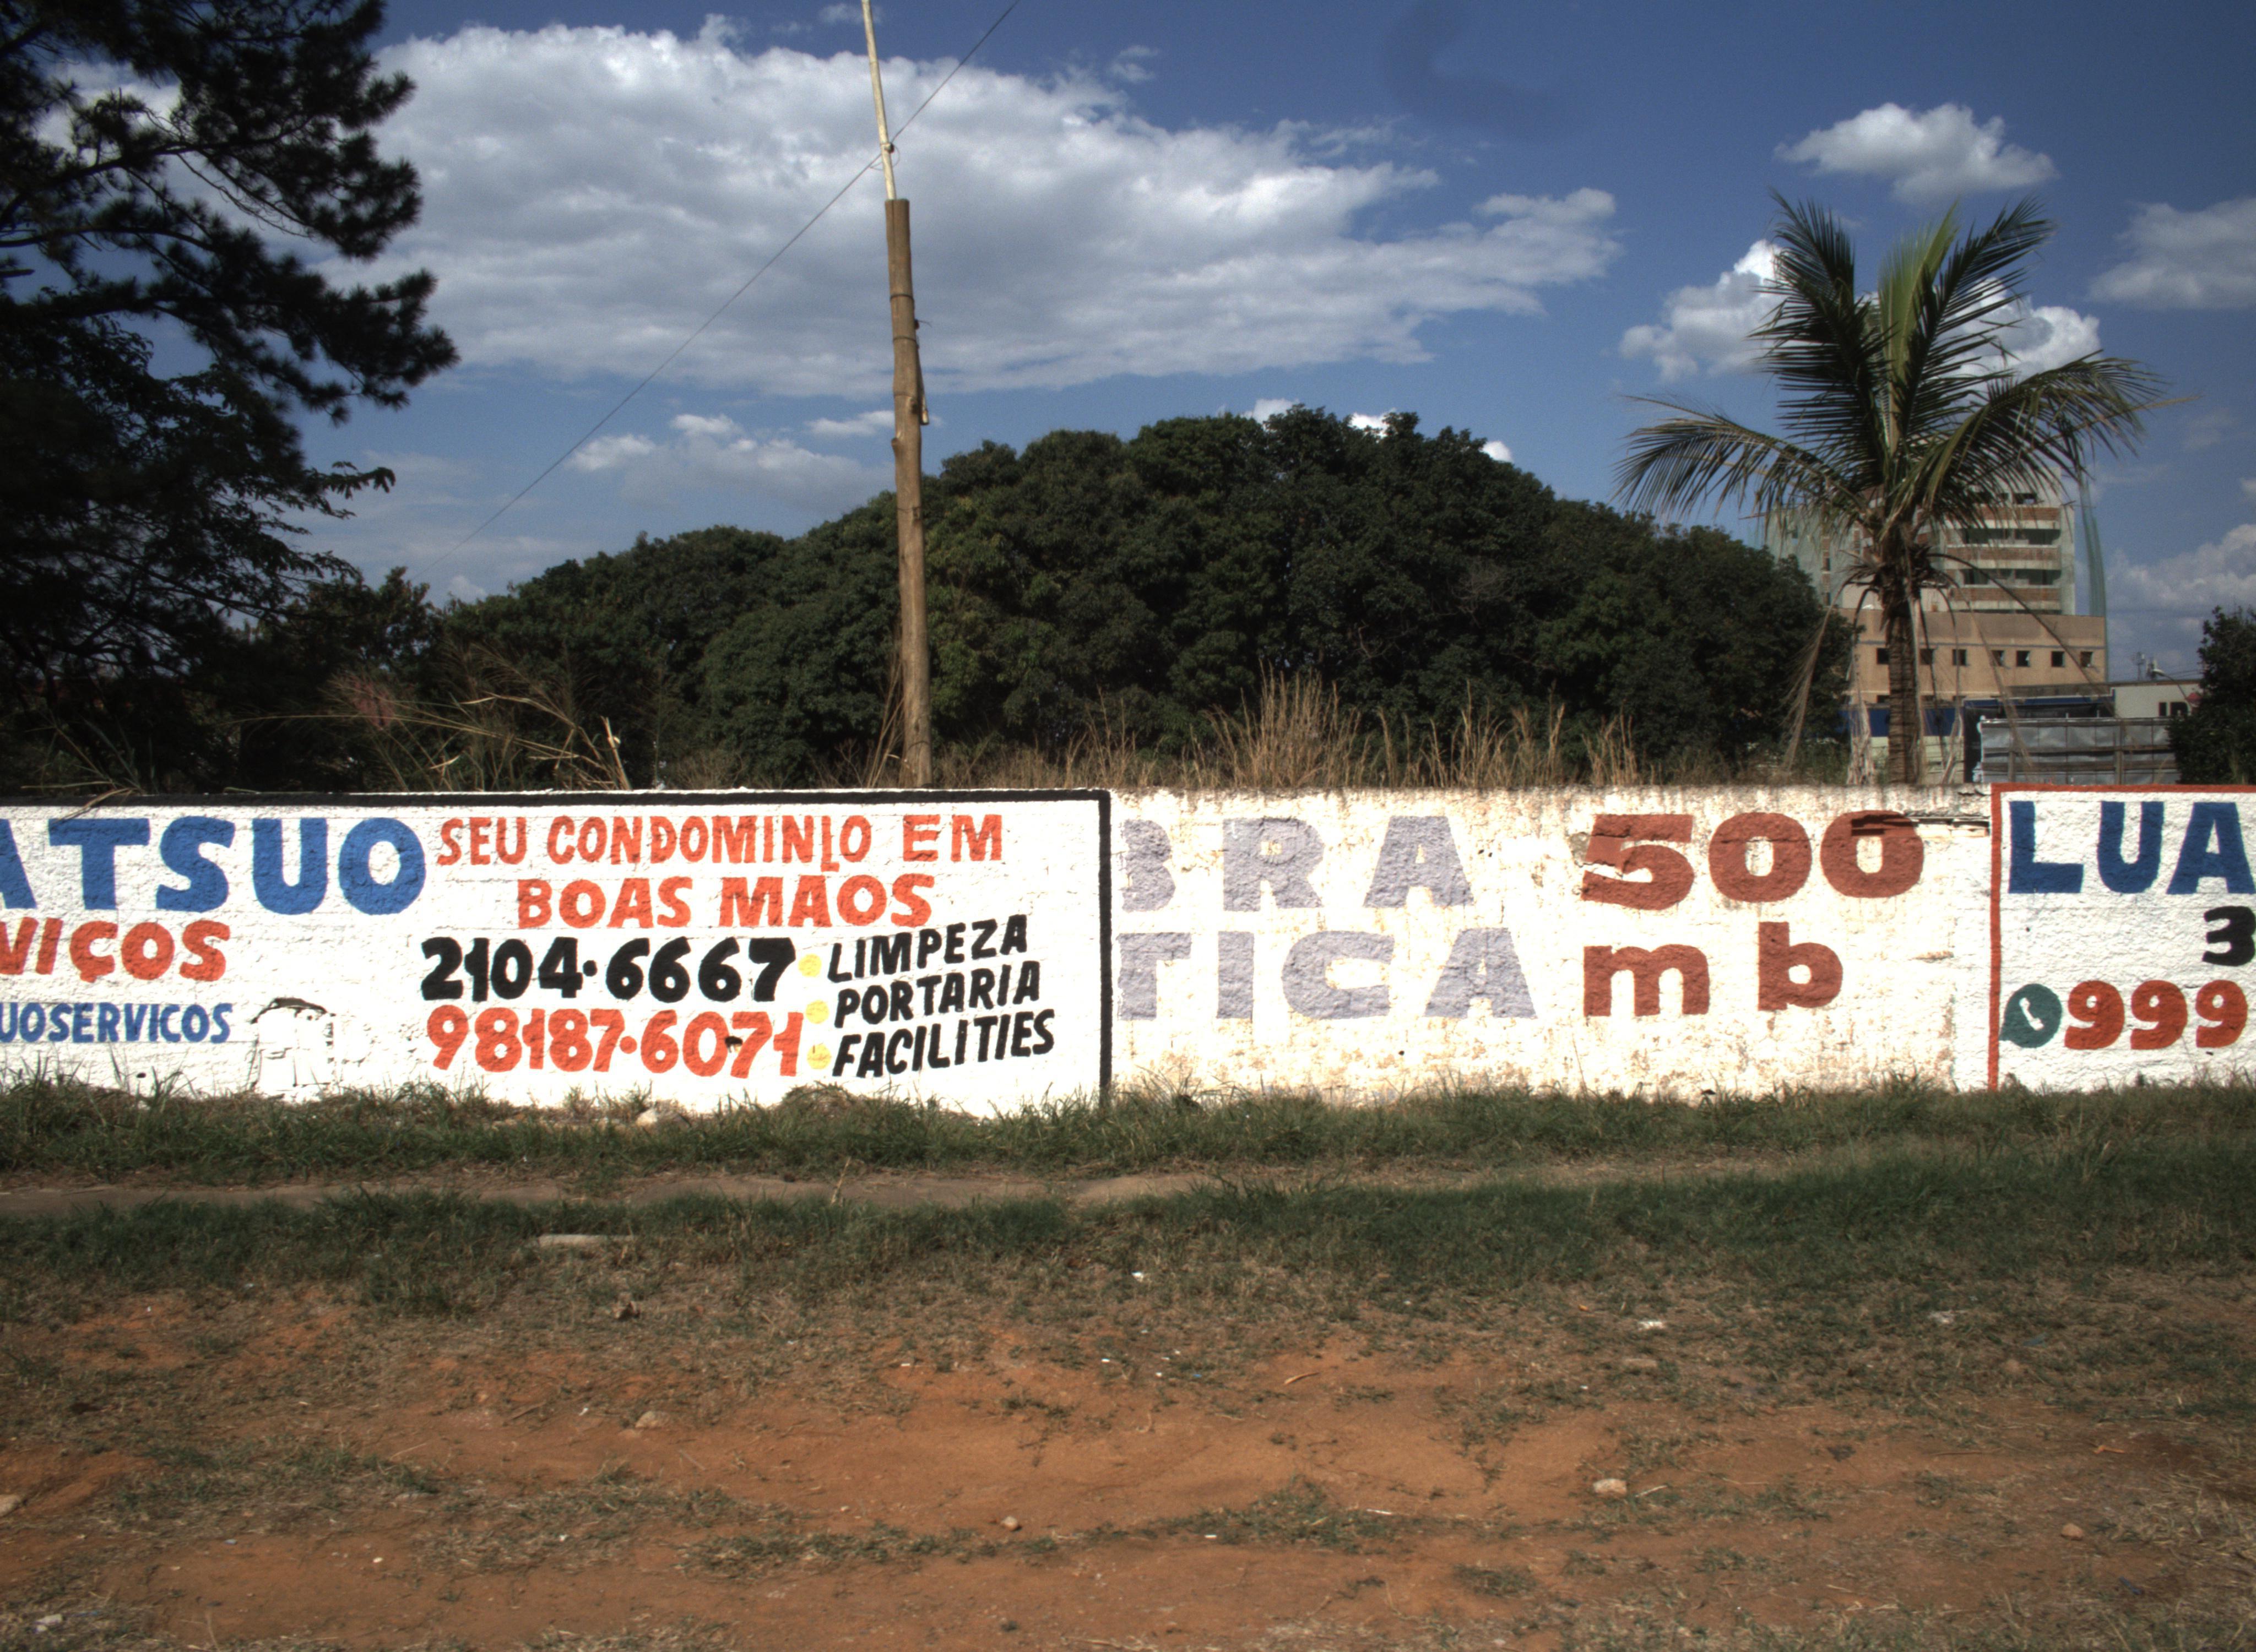 ATSUO
VIÇOS
UOSERVICOS
SEU CONDOMINIO EM
BOAS MÃOS
2104-6667
98187-6071
LIMPEZA
PORTARIA
FACILITIES
BRA 500
TICA mb
LUA
3
999